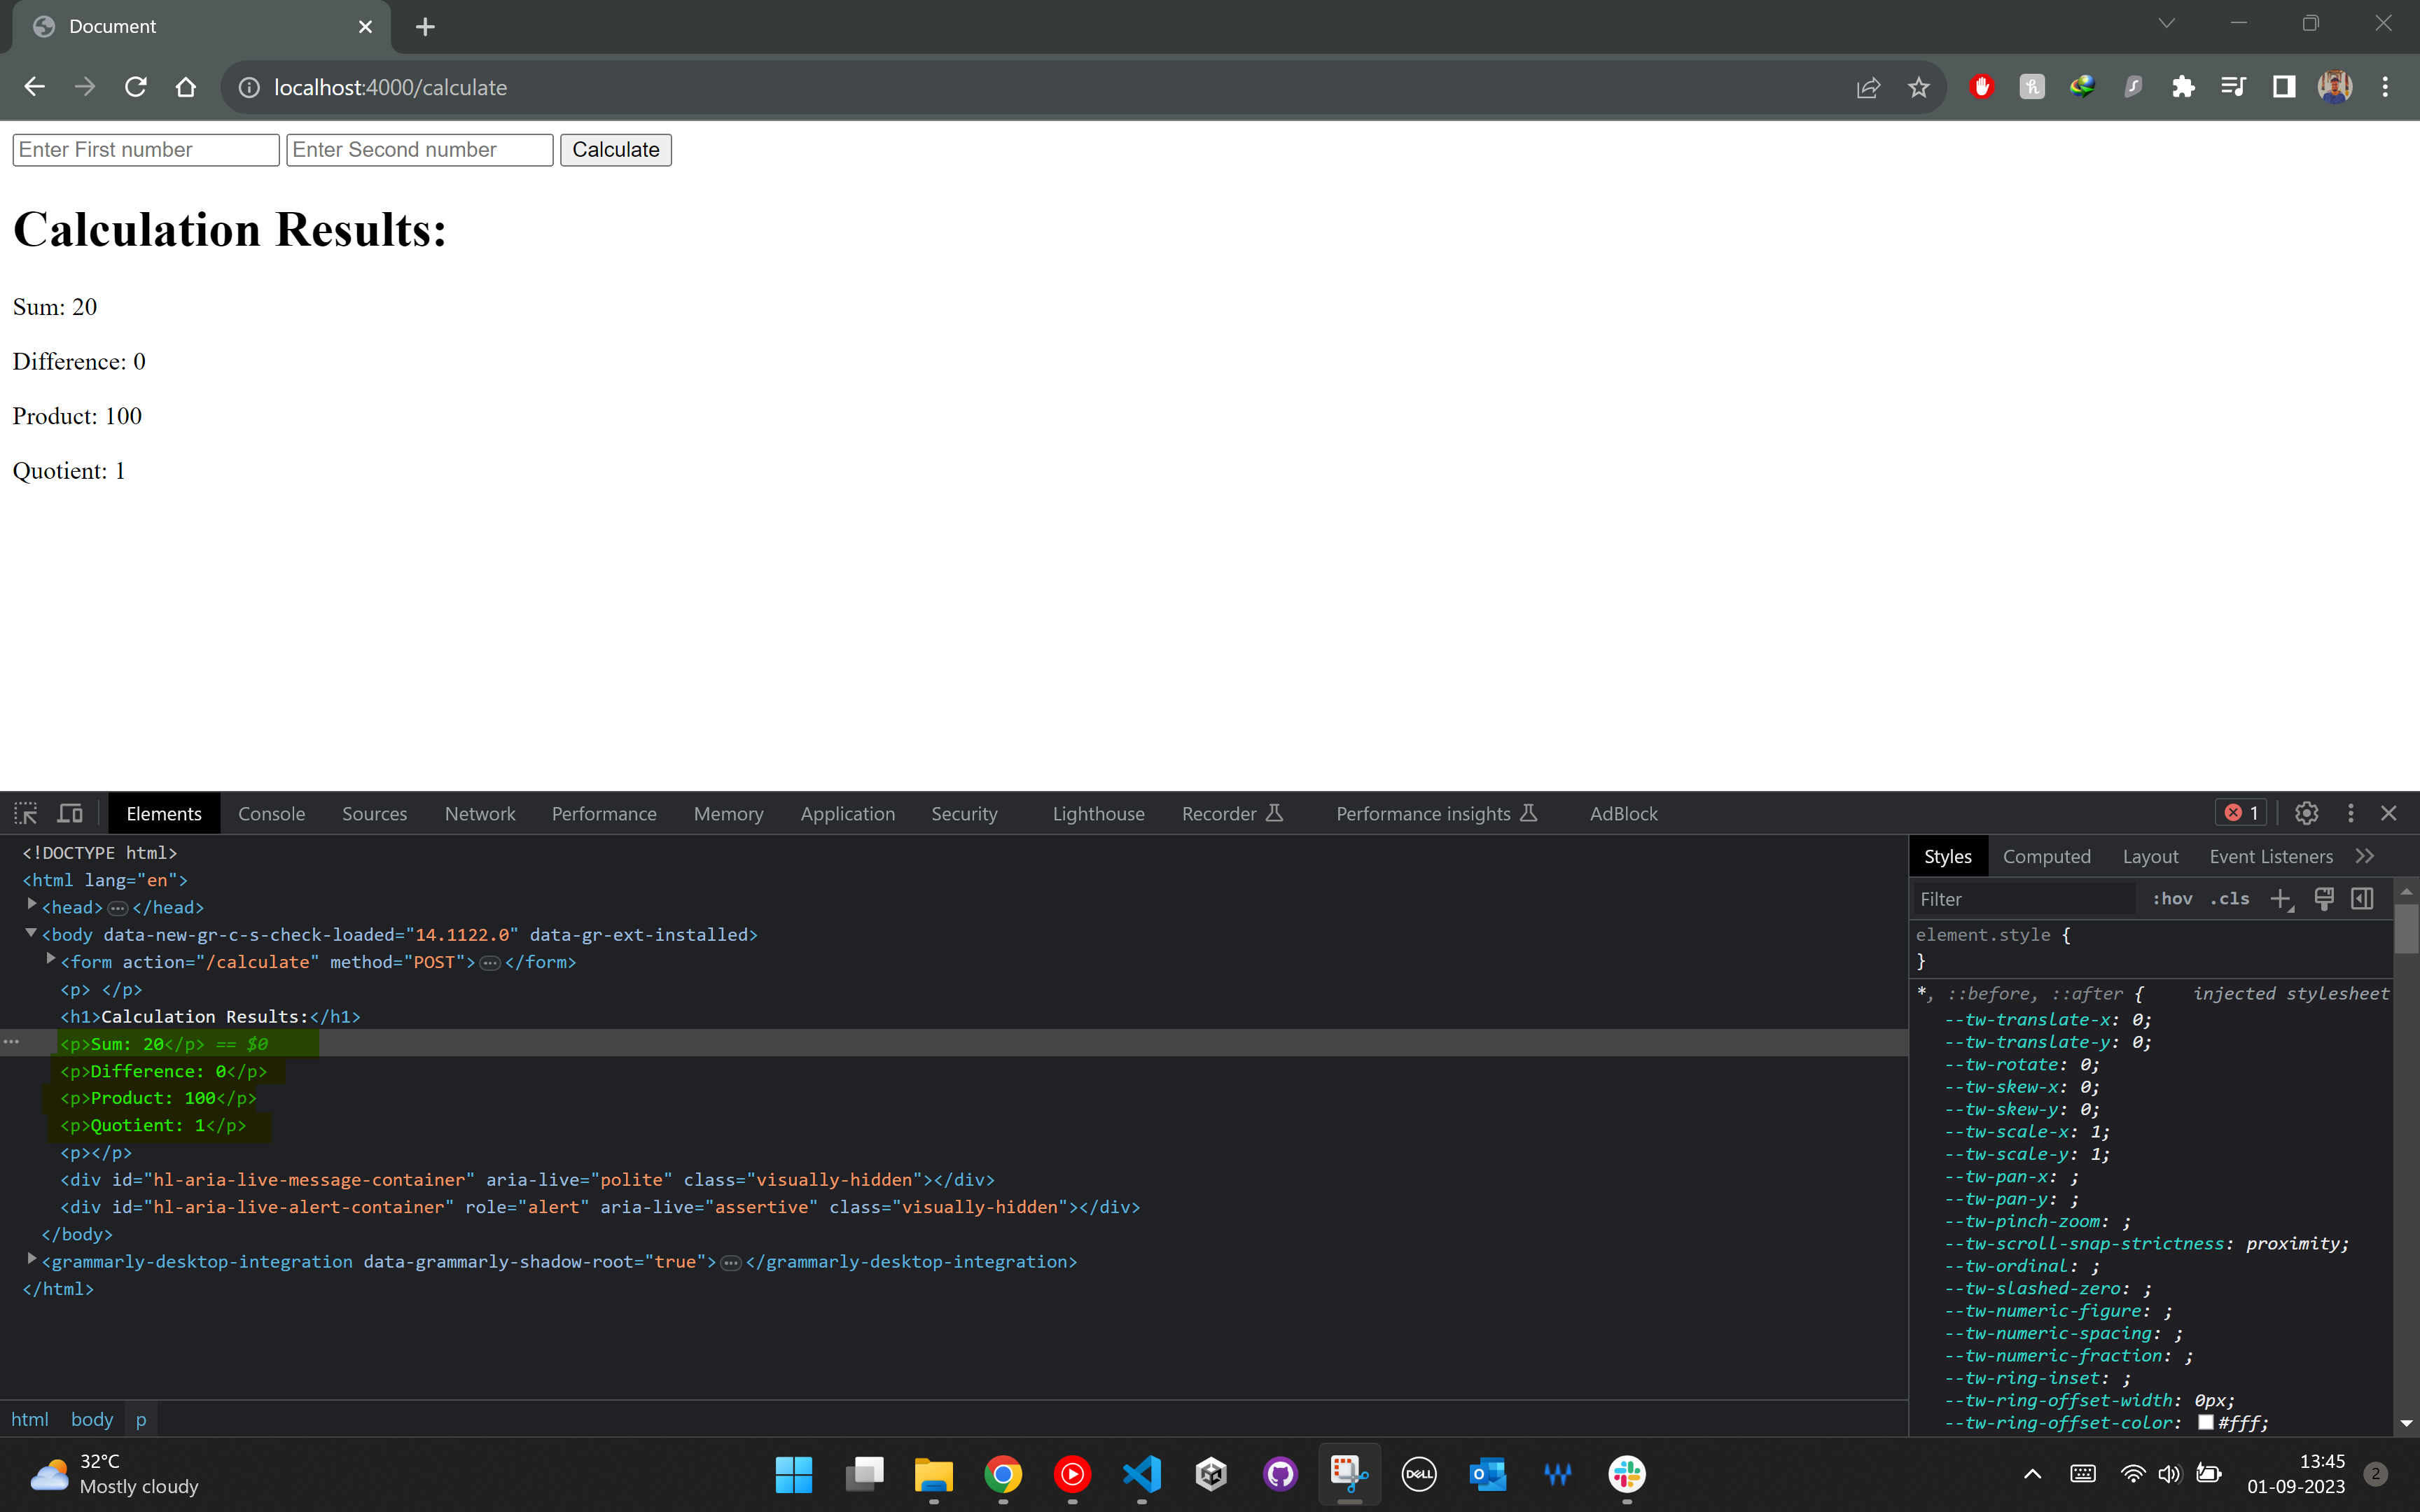 Document
localhost:4000/calculate
Enter First number Enter Second number Calculate
Calculation Results:
Sum: 20
Difference: 0
Product: 100
Quotient: 1
Elements Console Sources Network Performance Memory Application Security Lighthouse Recorder Performance insights AdBlock 1
<!DOCTYPE html>
<html lang="en">
<head> ••• </head>
<body data-new-gr-c-s-check-loaded="14.1122.0" data-gr-ext-installed>
<form action="/calculate" method="POST"> ••• </form>
<p> </p>
<h1>Calculation Results:</h1>
••• <p>Sum: 20</p> == $0
<p>Difference: 0</p>
<p>Product: 100</p>
<p>Quotient: 1</p>
<p></p>
<div id="hl-aria-live-message-container" aria-live="polite" class="visually-hidden"></div>
<div id="hl-aria-live-alert-container" role="alert" aria-live="assertive" class="visually-hidden"></div>
</body>
<grammarly-desktop-integration data-grammarly-shadow-root="true"> ••• </grammarly-desktop-integration>
</html>
html body p
Styles Computed Layout Event Listeners
Filter :hov .cls
element.style {
}
*, ::before, ::after { injected stylesheet
--tw-translate-x: 0;
--tw-translate-y: 0;
--tw-rotate: 0;
--tw-skew-x: 0;
--tw-skew-y: 0;
--tw-scale-x: 1;
--tw-scale-y: 1;
--tw-pan-x: ;
--tw-pan-y: ;
--tw-pinch-zoom: ;
--tw-scroll-snap-strictness: proximity;
--tw-ordinal: ;
--tw-slashed-zero: ;
--tw-numeric-figure: ;
--tw-numeric-spacing: ;
--tw-numeric-fraction: ;
--tw-ring-inset: ;
--tw-ring-offset-width: 0px;
--tw-ring-offset-color: #fff;
32°C
Mostly cloudy
DELL
13:45
01-09-2023
2